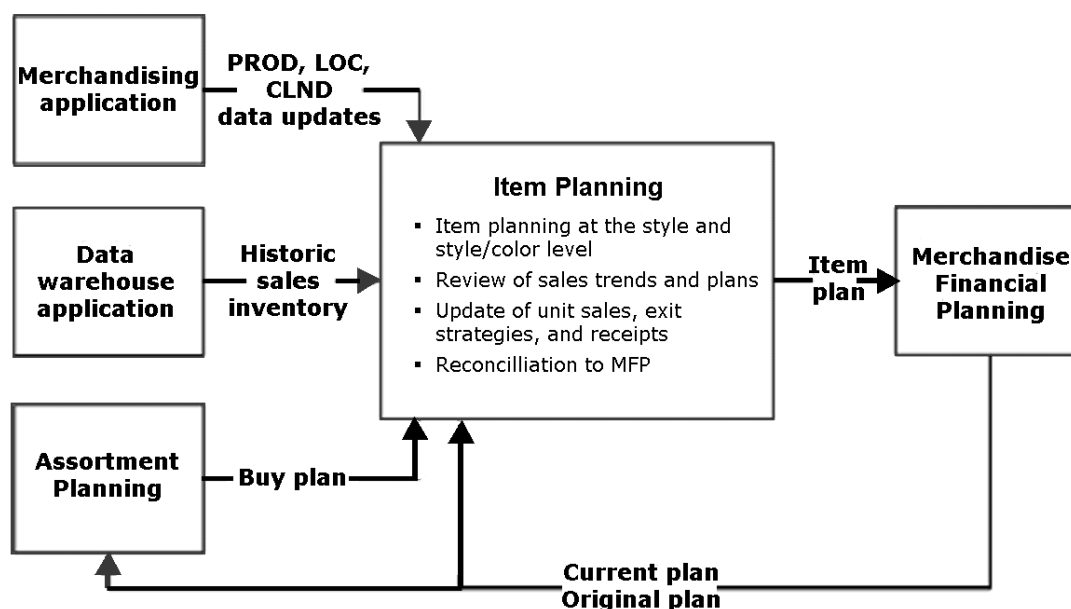 Merchandising
application
PROD, LOC,
CLND
data updates
Item Planning
▪ Item planning at the style and
style/color level
▪ Review of sales trends and plans
▪ Update of unit sales, exit
strategies, and receipts
▪ Reconcilliation to MFP
Data
warehouse
application
Historic
sales
inventory
Item
plan
Merchandise
Financial
Planning
Assortment
Planning
Buy plan
Current plan
Original plan